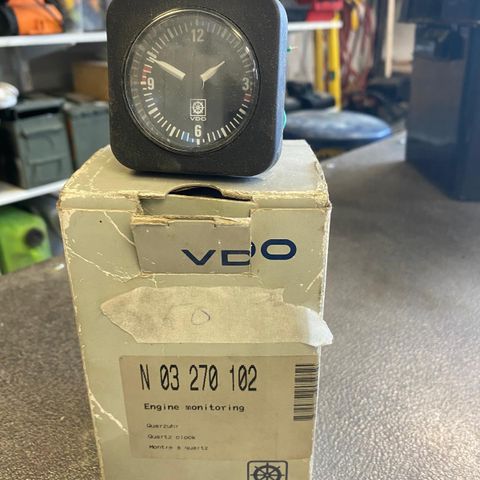 12
3
9
VDO
6
VDO
O
N 03 270 102
Engine monitoring
Quarzuhr
Quartz clock
Montre à quartz